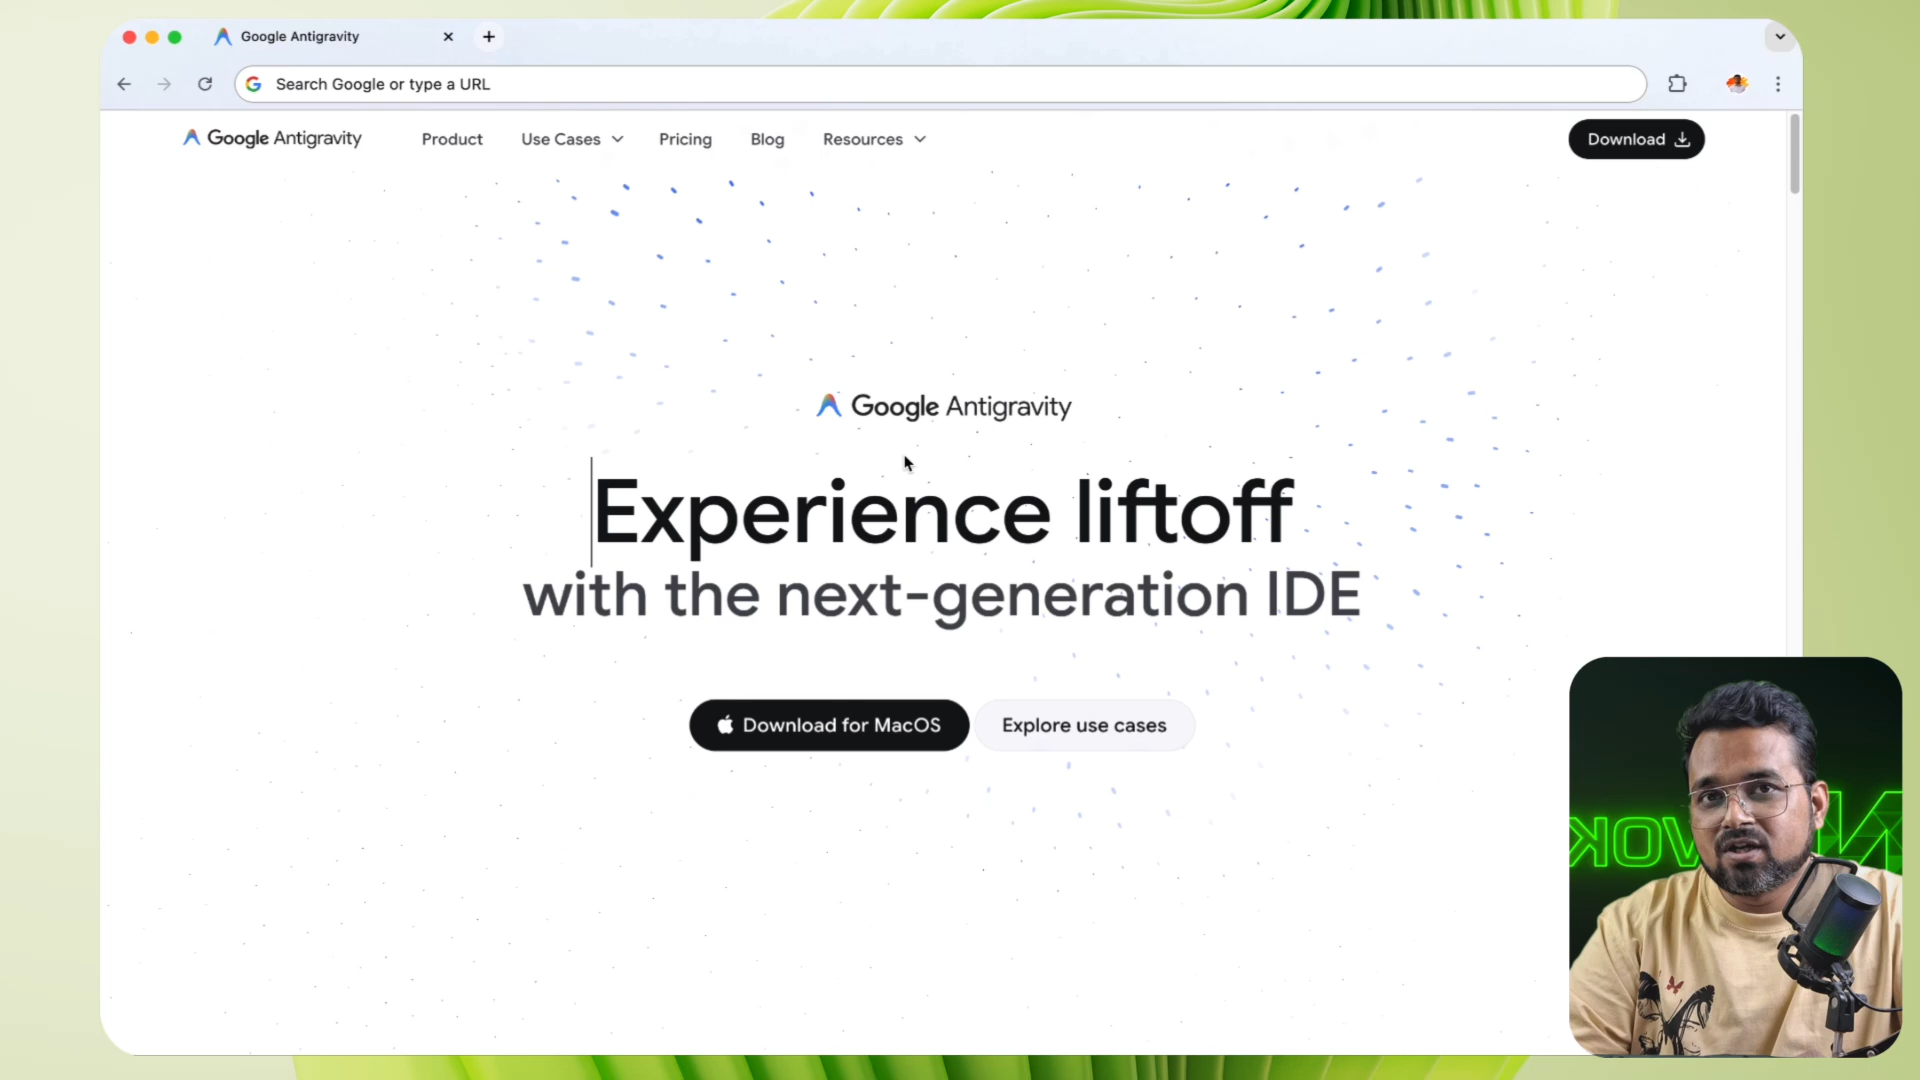 Google Antigravity
Search Google or type a URL
Google Antigravity
Product
Use Cases
Pricing
Blog
Resources
Download
Google Antigravity
Experience liftoff
with the next-generation IDE
Download for MacOS
Explore use cases